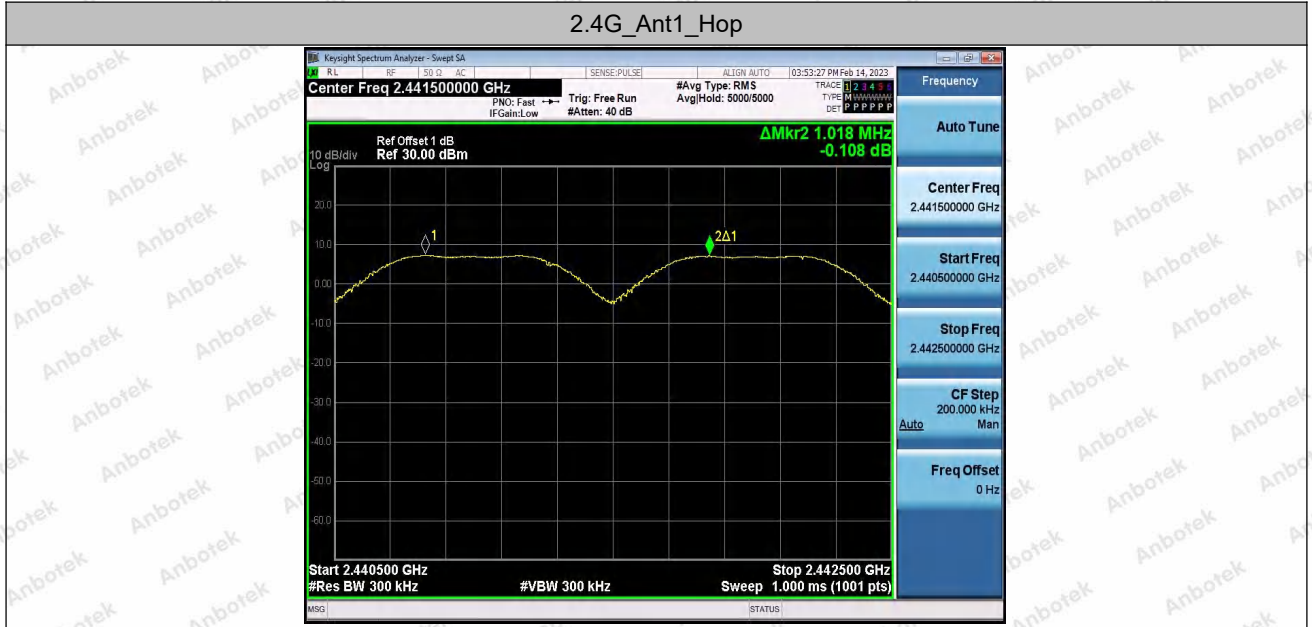 2.4G_Ant1_Hop
Keysight Spectrum Analyzer - Swept SA
RL RF 50 Ω AC SENSE:PULSE ALIGN AUTO 03:53:27 PM Feb 14, 2023
Center Freq 2.441500000 GHz
PNO: Fast
IFGain:Low
Trig: Free Run
#Atten: 40 dB
#Avg Type: RMS
Avg|Hold: 5000/5000
TRACE 1 2 3 4 5 6
TYPE M WWWWW
DET P P P P P P
ΔMkr2 1.018 MHz
-0.108 dB
Ref Offset 1 dB
10 dB/div Ref 30.00 dBm
Log
20.0
10.0
0.00
-10.0
-20.0
-30.0
-40.0
-50.0
-60.0
1
2Δ1
Start 2.440500 GHz
Stop 2.442500 GHz
#Res BW 300 kHz
#VBW 300 kHz
Sweep 1.000 ms (1001 pts)
MSG
STATUS
Frequency
Auto Tune
Center Freq
2.441500000 GHz
Start Freq
2.440500000 GHz
Stop Freq
2.442500000 GHz
CF Step
200.000 kHz
Auto Man
Freq Offset
0 Hz
Anbotek